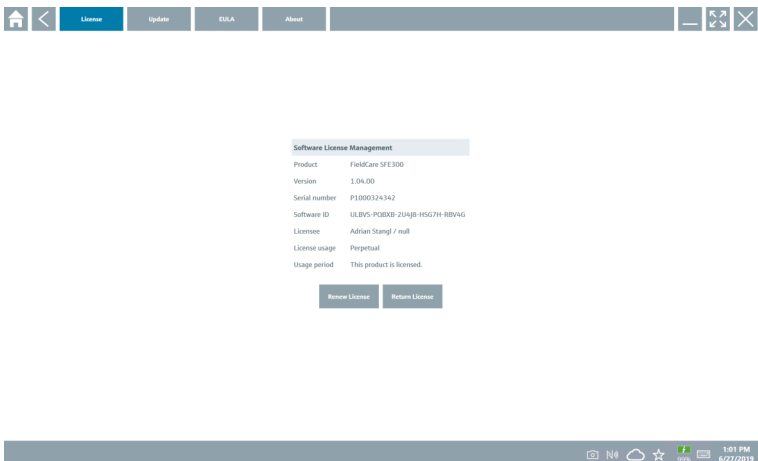 License Update EULA About
Software License Management
Product FieldCare SFE300
Version 1.04.00
Serial number P1000324342
Software ID ULBVS-PQBXB-2U4J8-HSG7H-RBV4G
Licensee Adrian Stangl / null
License usage Perpetual
Usage period This product is licensed.
Renew License Return License
1:01 PM
6/27/2019